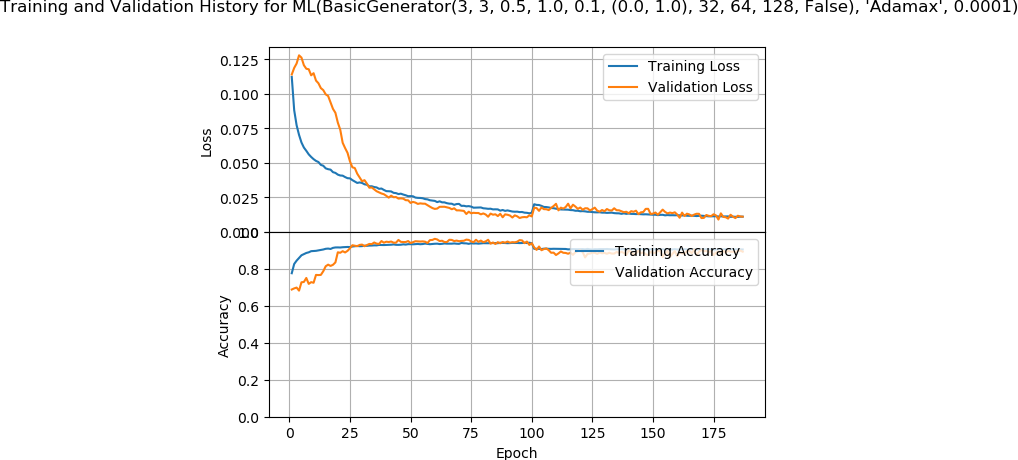 Training and Validation History for ML(BasicGenerator(3, 3, 0.5, 1.0, 0.1, (0.0, 1.0), 32, 64, 128, False), 'Adamax', 0.0001)
0.125
0.100
0.075
0.050
0.025
0.000
Loss
Training Loss
Validation Loss
1.0
0.8
0.6
0.4
0.2
0.0
Accuracy
Training Accuracy
Validation Accuracy
0 25 50 75 100 125 150 175
Epoch